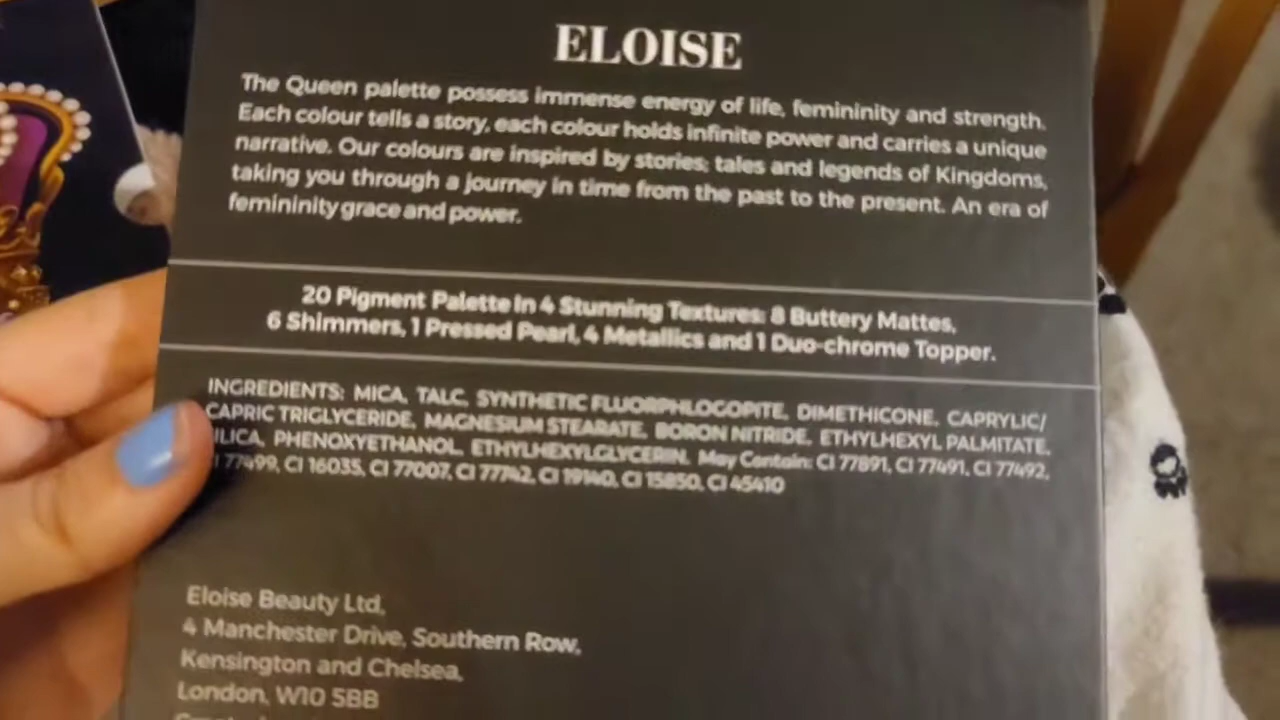 ELOISE
The Queen palette possess immense energy of life, femininity and strength.
Each colour tells a story, each colour holds infinite power and carries a unique
narrative. Our colours are inspired by stories, tales and legends of Kingdoms,
taking you through a journey in time from the past to the present. An era of
femininity grace and power.
20 Pigment Palette in 4 Stunning Textures: 8 Buttery Mattes,
6 Shimmers, 1 Pressed Pearl, 4 Metallics and 1 Duo-chrome Topper.
INGREDIENTS: MICA, TALC, SYNTHETIC FLUORPHLOGOPITE, DIMETHICONE, CAPRYLIC/
CAPRIC TRIGLYCERIDE, MAGNESIUM STEARATE, BORON NITRIDE, ETHYLHEXYL PALMITATE,
ILICA, PHENOXYETHANOL, ETHYLHEXYLGLYCERIN. May Contain: CI 77891, CI 77491, CI 77492,
77499, CI 16035, CI 77007, CI 77742, CI 19140, CI 15850, CI 45410
Eloise Beauty Ltd,
4 Manchester Drive, Southern Row,
Kensington and Chelsea,
London, W10 5BB